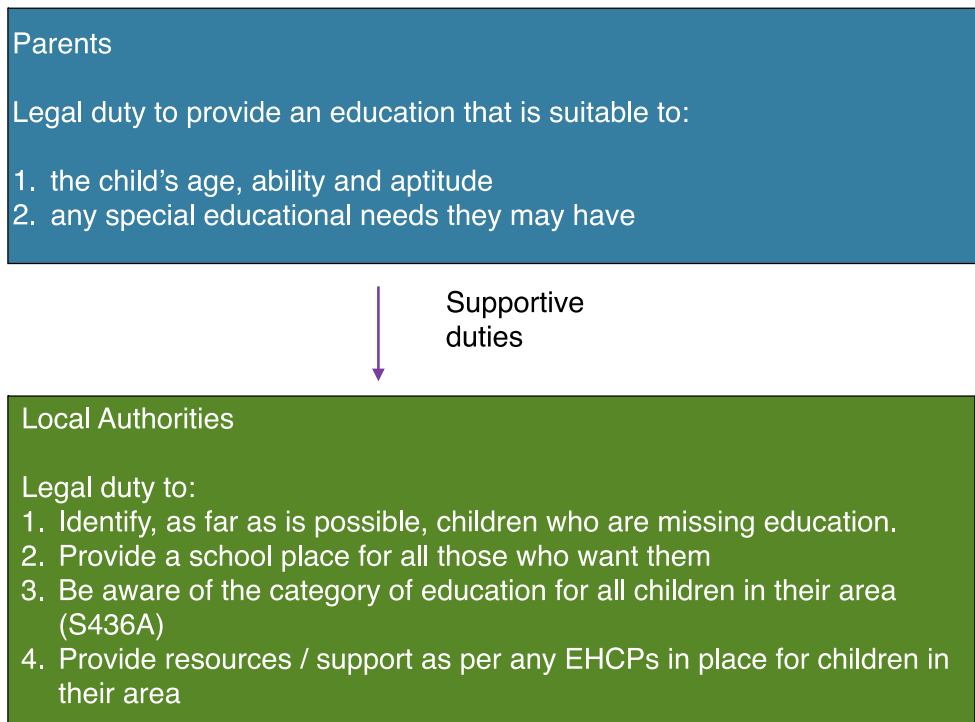 Parents
Legal duty to provide an education that is suitable to:
1. the child's age, ability and aptitude
2. any special educational needs they may have
Supportive
duties
Local Authorities
Legal duty to:
1. Identify, as far as is possible, children who are missing education.
2. Provide a school place for all those who want them
3. Be aware of the category of education for all children in their area
(S436A)
4. Provide resources / support as per any EHCPs in place for children in
their area